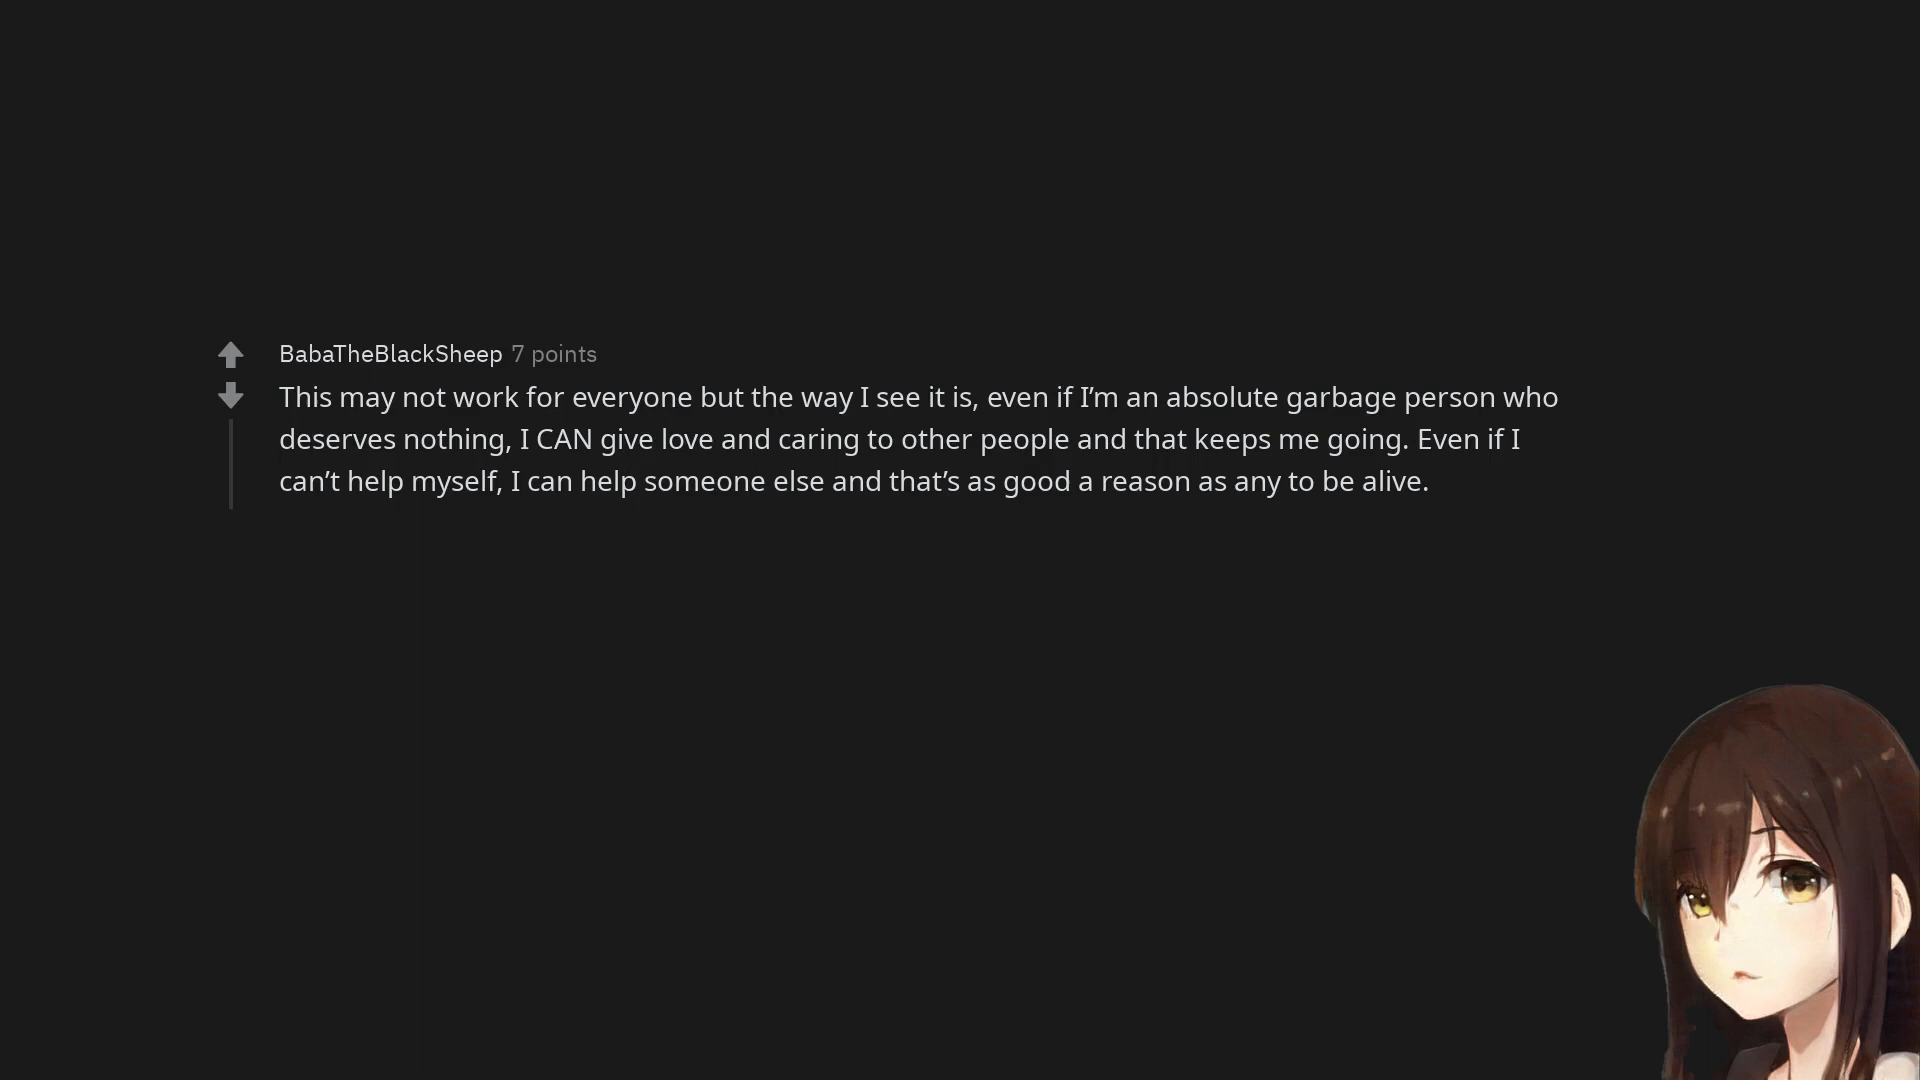 BabaTheBlackSheep 7 points
This may not work for everyone but the way I see it is, even if I’m an absolute garbage person who
deserves nothing, I CAN give love and caring to other people and that keeps me going. Even if I
can’t help myself, I can help someone else and that’s as good a reason as any to be alive.